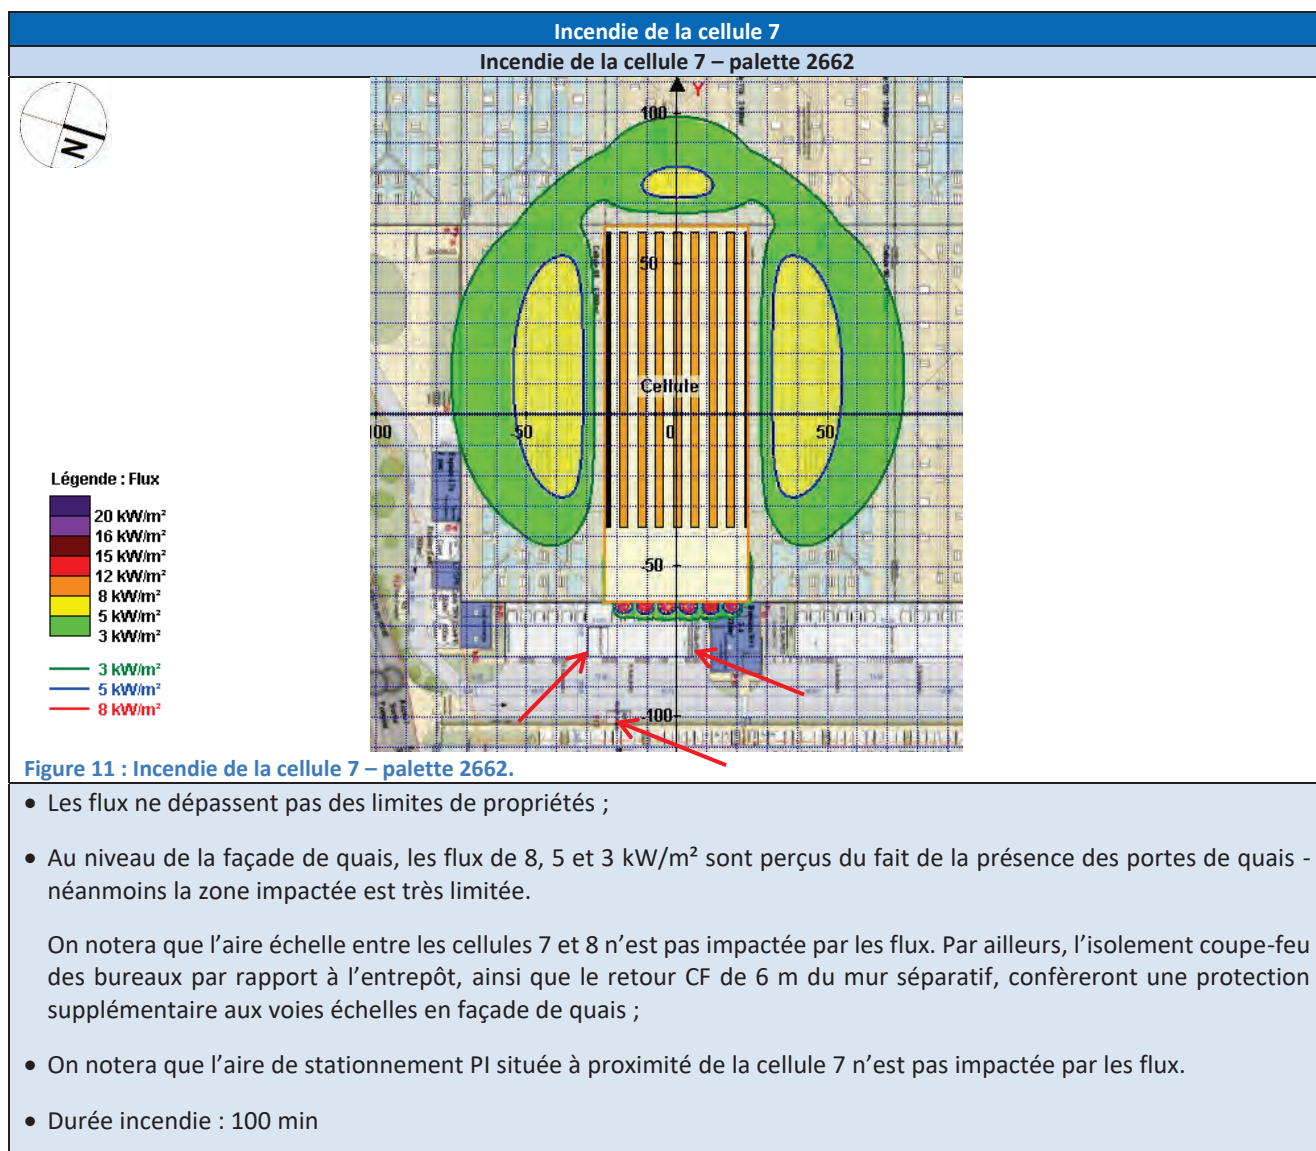 Incendie de la cellule 7
Incendie de la cellule 7 – palette 2662
N
Y
100
50
Cellule
100
-50
0
50
-50
-100
Légende : Flux
20 kW/m²
16 kW/m²
15 kW/m²
12 kW/m²
8 kW/m²
5 kW/m²
3 kW/m²
3 kW/m²
5 kW/m²
8 kW/m²
Figure 11 : Incendie de la cellule 7 – palette 2662.
• Les flux ne dépassent pas des limites de propriétés ;
• Au niveau de la façade de quais, les flux de 8, 5 et 3 kW/m² sont perçus du fait de la présence des portes de quais -
néanmoins la zone impactée est très limitée.
On notera que l’aire échelle entre les cellules 7 et 8 n’est pas impactée par les flux. Par ailleurs, l’isolement coupe-feu
des bureaux par rapport à l’entrepôt, ainsi que le retour CF de 6 m du mur séparatif, confèreront une protection
supplémentaire aux voies échelles en façade de quais ;
• On notera que l’aire de stationnement PI située à proximité de la cellule 7 n’est pas impactée par les flux.
• Durée incendie : 100 min